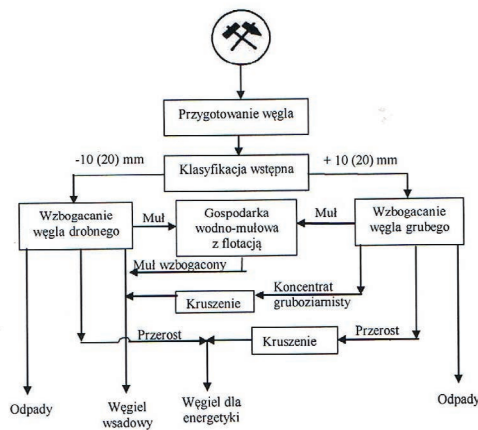 Przygotowanie węgla
-10 (20) mm
Klasyfikacja wstępna
+ 10 (20) mm
Wzbogacanie
węgla drobnego
Muł
Gospodarka
wodno-mułowa
z flotacją
Muł
Wzbogacanie
węgla grubego
Muł wzbogacony
Kruszenie
Koncentrat
gruboziarnisty
Przerost
Kruszenie
Przerost
Odpady
Węgiel
wsadowy
Węgiel dla
energetyki
Odpady